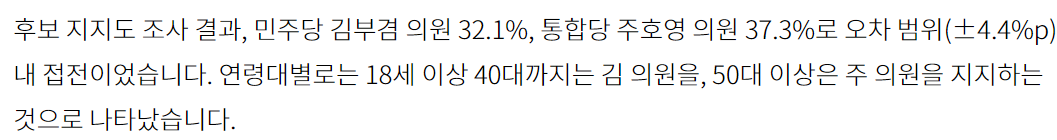 후보 지지도 조사 결과, 민주당 김부겸 의원 32.1%, 통합당 주호영 의원 37.3%로 오차 범위(±4.4%p)
내 접전이었습니다. 연령대별로는 18세 이상 40대까지는 김 의원을, 50대 이상은 주 의원을 지지하는
것으로 나타났습니다.